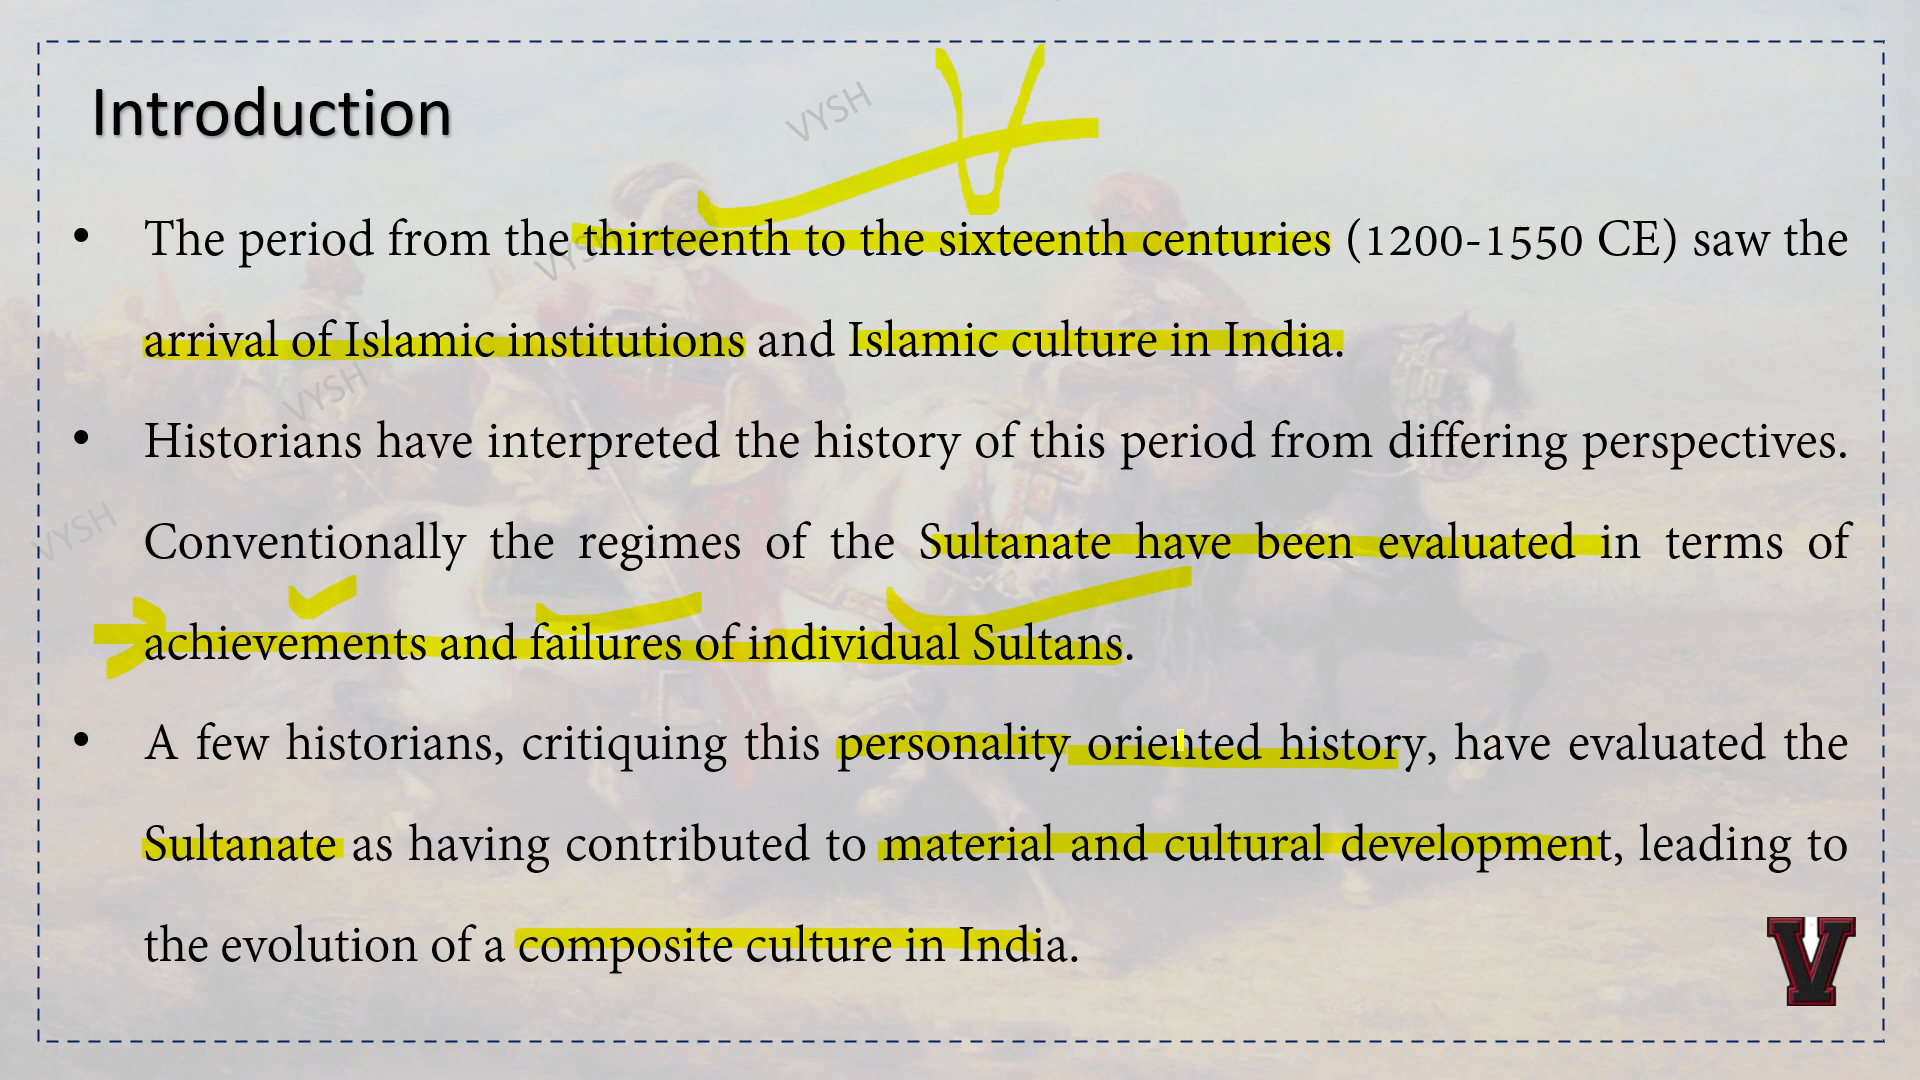 Introduction
VYSH
• The period from the thirteenth to the sixteenth centuries (1200-1550 CE) saw the
VYSH
arrival of Islamic institutions and Islamic culture in India.
VYSH
• Historians have interpreted the history of this period from differing perspectives.
VYSH
Conventionally the regimes of the Sultanate have been evaluated in terms of
achievements and failures of individual Sultans.
• A few historians, critiquing this personality oriented history, have evaluated the
Sultanate as having contributed to material and cultural development, leading to
the evolution of a composite culture in India.
V